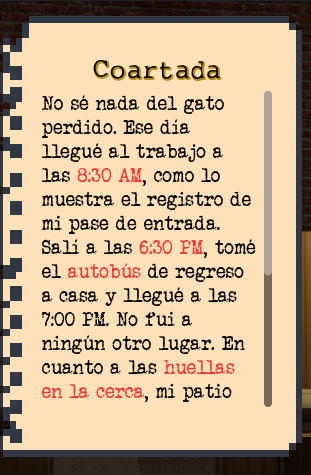 Coartada
No sé nada del gato
perdido. Ese día
llegué al trabajo a
las 8:30 AM, como lo
muestra el registro de
mi pase de entrada.
Salí a las 6:30 PM, tomé
el autobús de regreso
a casa y llegué a las
7:00 PM. No fui a
ningún otro lugar. En
cuanto a las huellas
en la cerca, mi patio